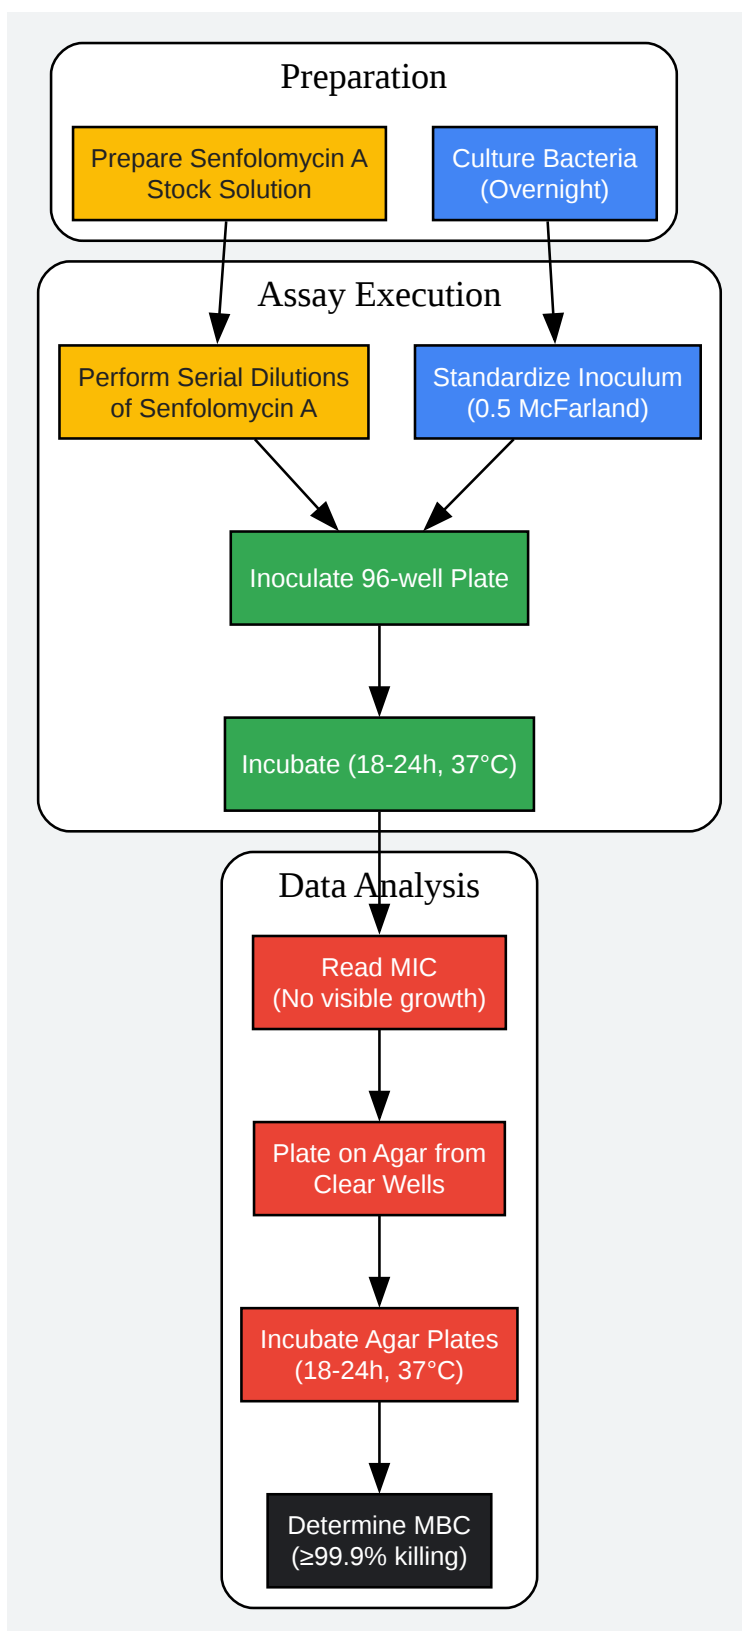 Preparation
Prepare Senfolomycin A
Stock Solution
Culture Bacteria
(Overnight)
Assay Execution
Perform Serial Dilutions
of Senfolomycin A
Standardize Inoculum
(0.5 McFarland)
Inoculate 96-well Plate
Incubate (18-24h, 37°C)
Data Analysis
Read MIC
(No visible growth)
Plate on Agar from
Clear Wells
Incubate Agar Plates
(18-24h, 37°C)
Determine MBC
(≥99.9% killing)